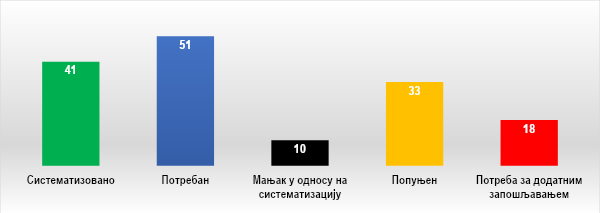 41
51
10
33
18
Систематизовано
Потребан
Мањак у односу на
систематизацију
Попуњен
Потреба за додатним
запошљавањем